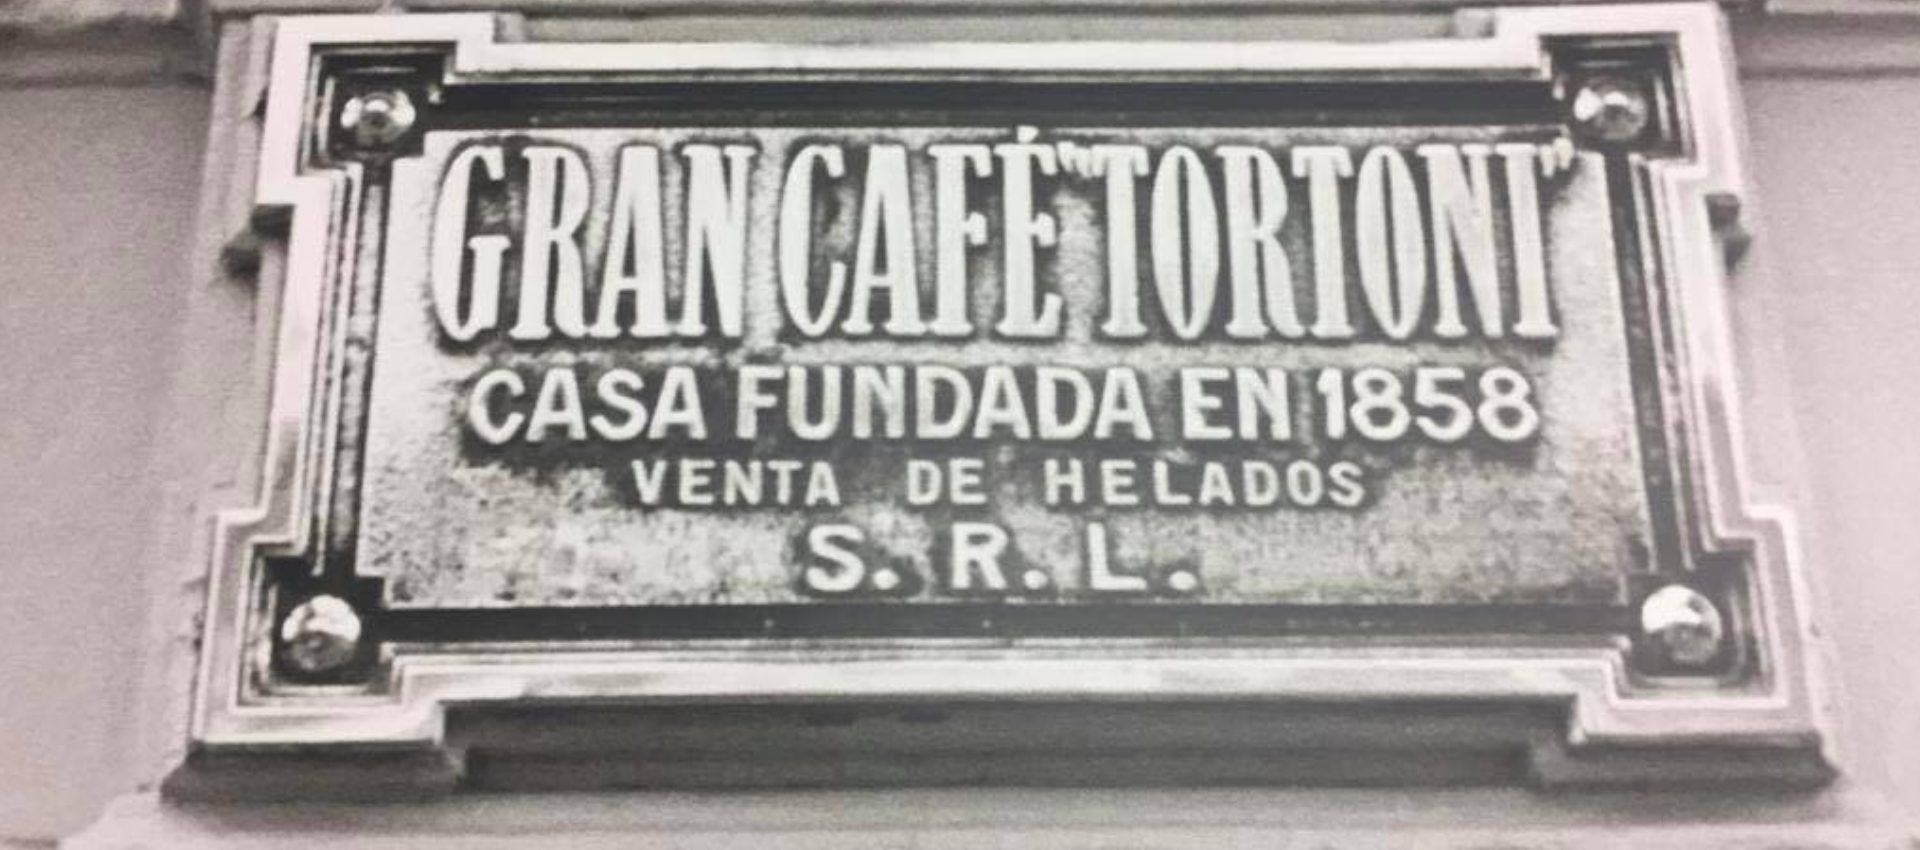 GRAN CAFÉ "TORTONI"
CASA FUNDADA EN 1858
VENTA DE HELADOS
S. R. L.